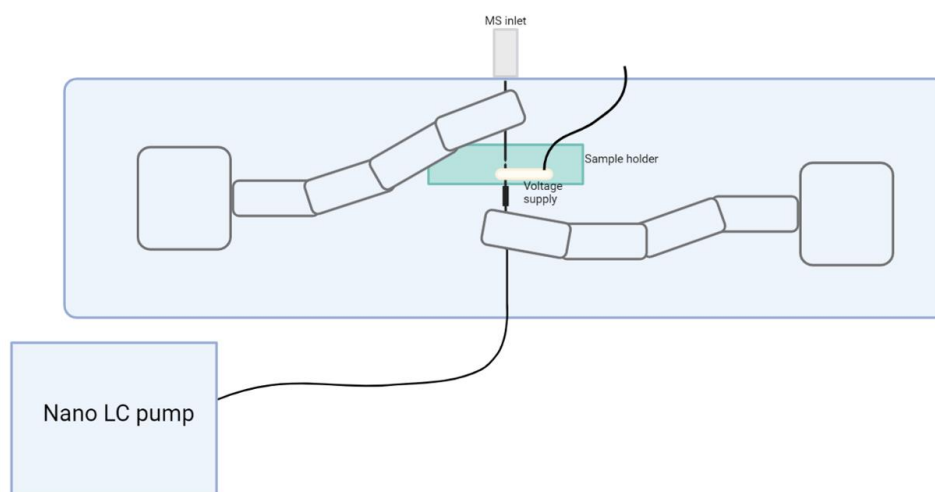 MS inlet
Sample holder
Voltage
supply
Nano LC pump